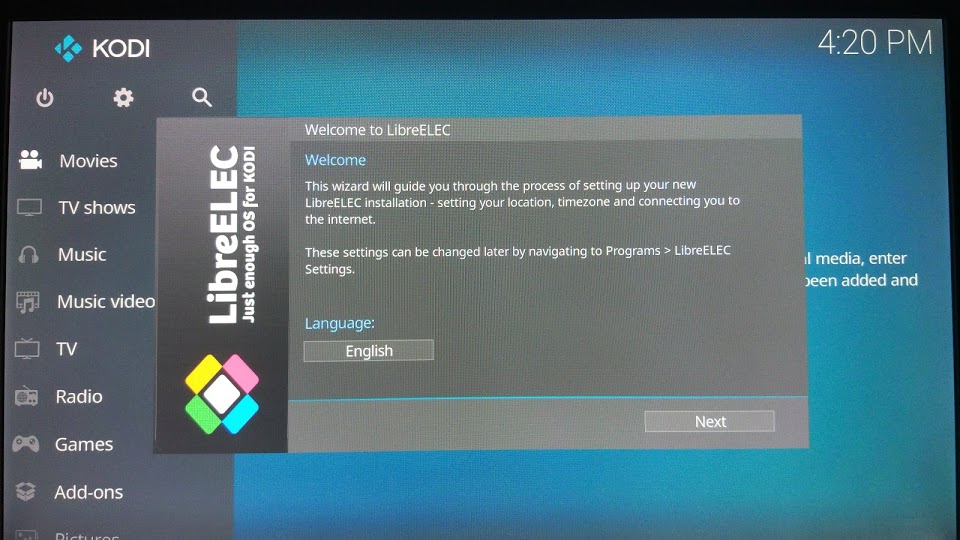 KODI
4:20 PM
Movies
TV shows
Music
Music video
TV
Radio
Games
Add-ons
Pictures
LibreELEC
Just enough OS for KODI
Welcome to LibreELEC
Welcome
This wizard will guide you through the process of setting up your new
LibreELEC installation - setting your location, timezone and connecting you to
the internet.
These settings can be changed later by navigating to Programs > LibreELEC
Settings.
Language:
English
Next
media, enter
been added and